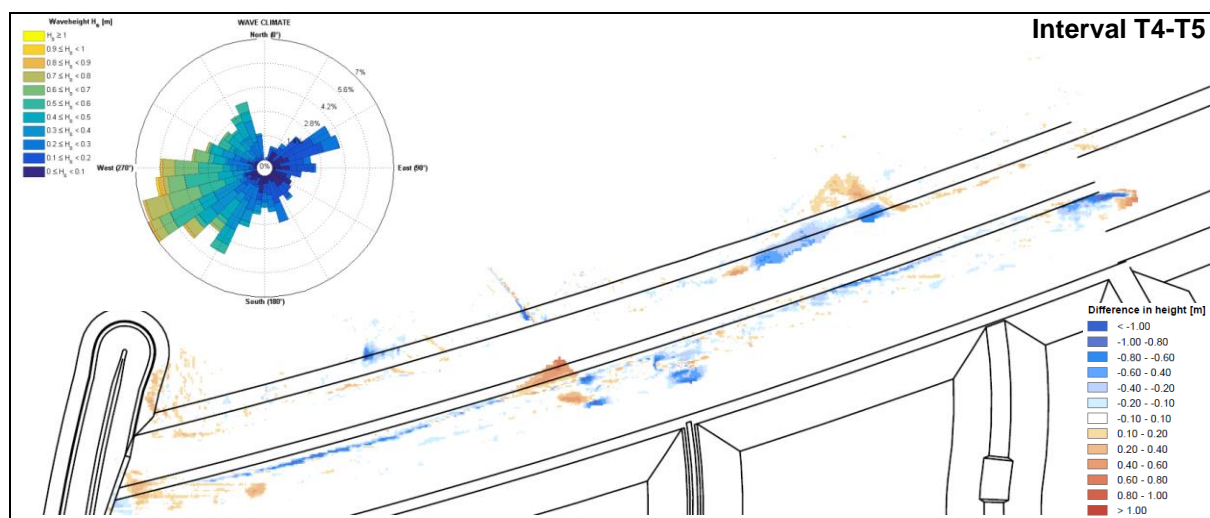 Interval T4-T5
Waveheight Hs [m]
Hs ≥ 1
0.9 ≤ Hs < 1
0.8 ≤ Hs < 0.9
0.7 ≤ Hs < 0.8
0.6 ≤ Hs < 0.7
0.5 ≤ Hs < 0.6
0.4 ≤ Hs < 0.5
0.3 ≤ Hs < 0.4
0.2 ≤ Hs < 0.3
0.1 ≤ Hs < 0.2
0 ≤ Hs < 0.1
WAVE CLIMATE
North (0°)
7%
5.6%
4.2%
2.8%
0%
West (270°)
East (90°)
South (180°)
Difference in height [m]
< -1.00
-1.00 -0.80
-0.80 - -0.60
-0.60 - -0.40
-0.40 - -0.20
-0.20 - -0.10
-0.10 - 0.10
0.10 - 0.20
0.20 - 0.40
0.40 - 0.60
0.60 - 0.80
0.80 - 1.00
> 1.00